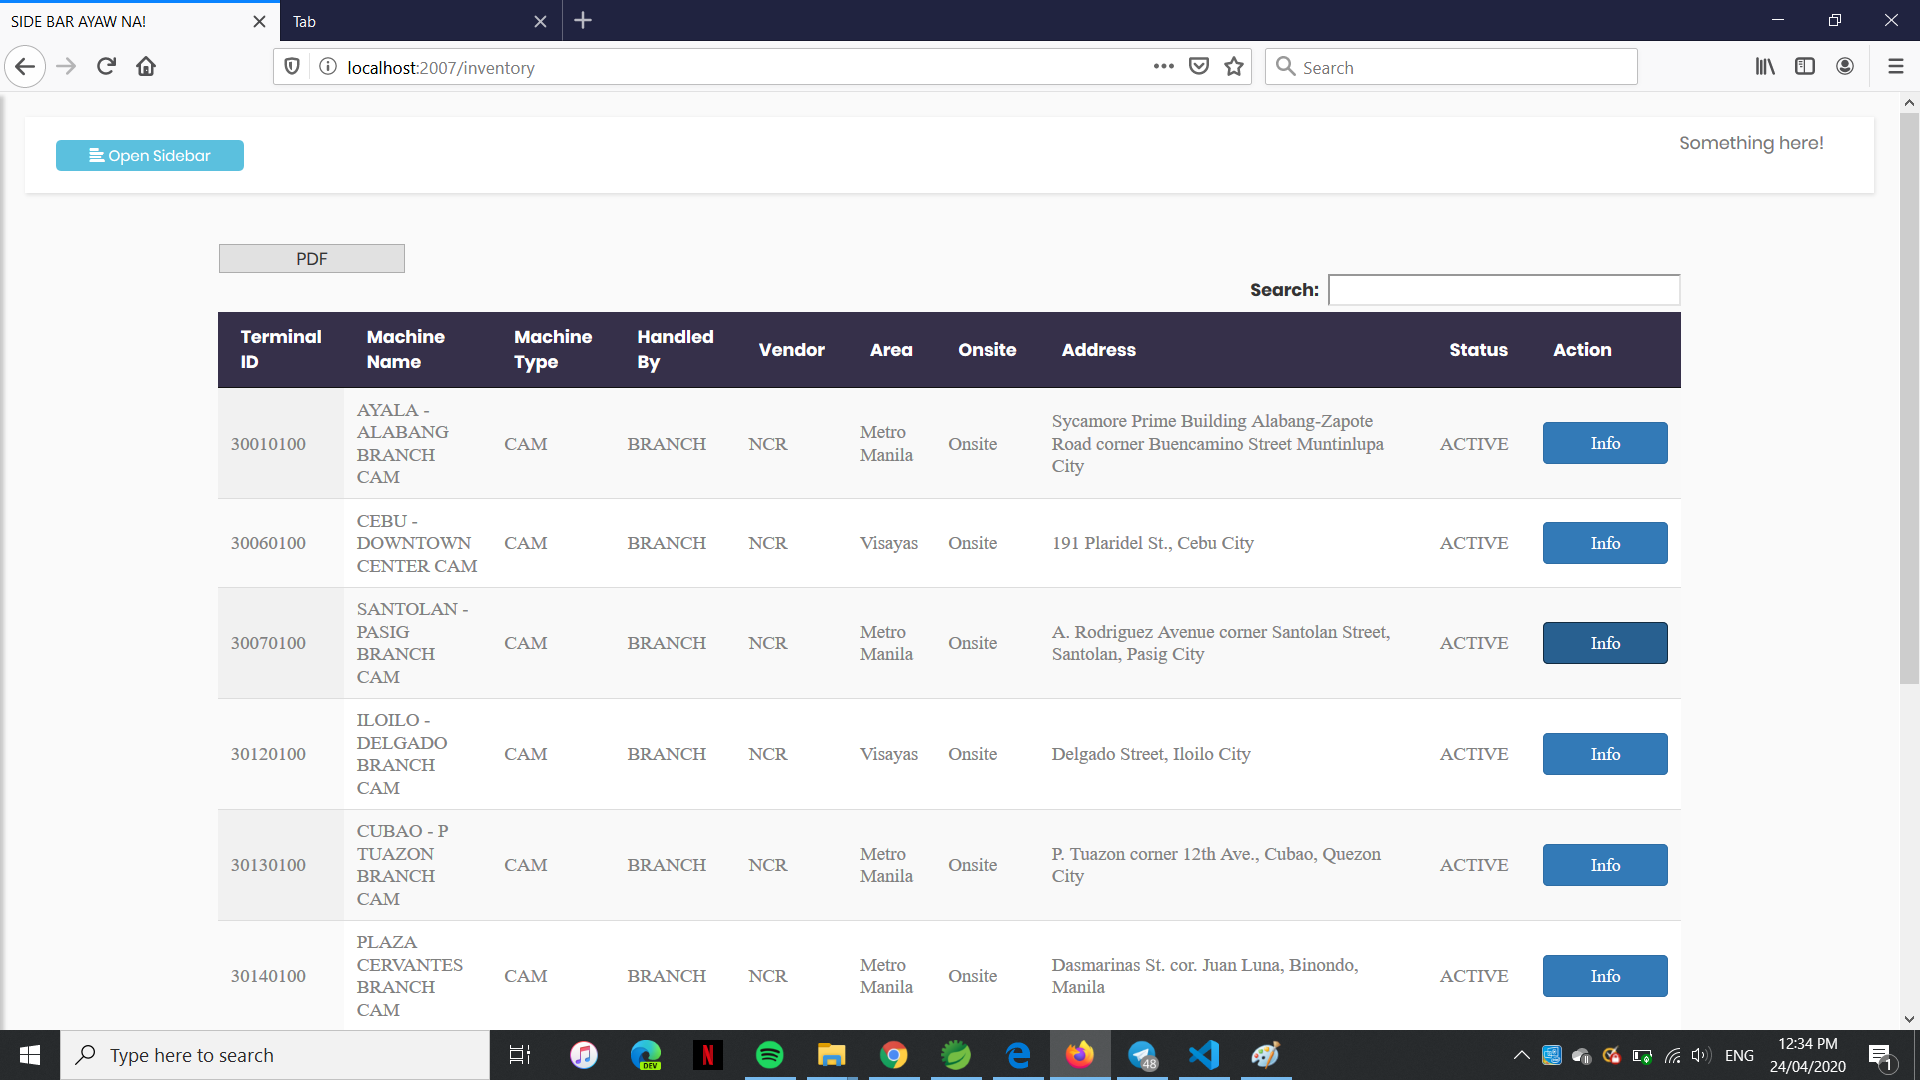 SIDE BAR AYAW NA!
Tab
localhost:2007/inventory
Search
Open Sidebar
Something here!
PDF
Search:
Terminal ID Machine Name Machine Type Handled By Vendor Area Onsite Address Status Action
30010100
AYALA -
ALABANG
BRANCH
CAM
CAM
BRANCH
NCR
Metro
Manila
Onsite
Sycamore Prime Building Alabang-Zapote
Road corner Buencamino Street Muntinlupa
City
ACTIVE
Info
30060100
CEBU -
DOWNTOWN
CENTER CAM
CAM
BRANCH
NCR
Visayas
Onsite
191 Plaridel St., Cebu City
ACTIVE
Info
30070100
SANTOLAN -
PASIG
BRANCH
CAM
CAM
BRANCH
NCR
Metro
Manila
Onsite
A. Rodriguez Avenue corner Santolan Street,
Santolan, Pasig City
ACTIVE
Info
30120100
ILOILO -
DELGADO
BRANCH
CAM
CAM
BRANCH
NCR
Visayas
Onsite
Delgado Street, Iloilo City
ACTIVE
Info
30130100
CUBAO - P
TUAZON
BRANCH
CAM
CAM
BRANCH
NCR
Metro
Manila
Onsite
P. Tuazon corner 12th Ave., Cubao, Quezon
City
ACTIVE
Info
30140100
PLAZA
CERVANTES
BRANCH
CAM
CAM
BRANCH
NCR
Metro
Manila
Onsite
Dasmarinas St. cor. Juan Luna, Binondo,
Manila
ACTIVE
Info
Type here to search
DEV
N
48
ENG
12:34 PM
24/04/2020
1